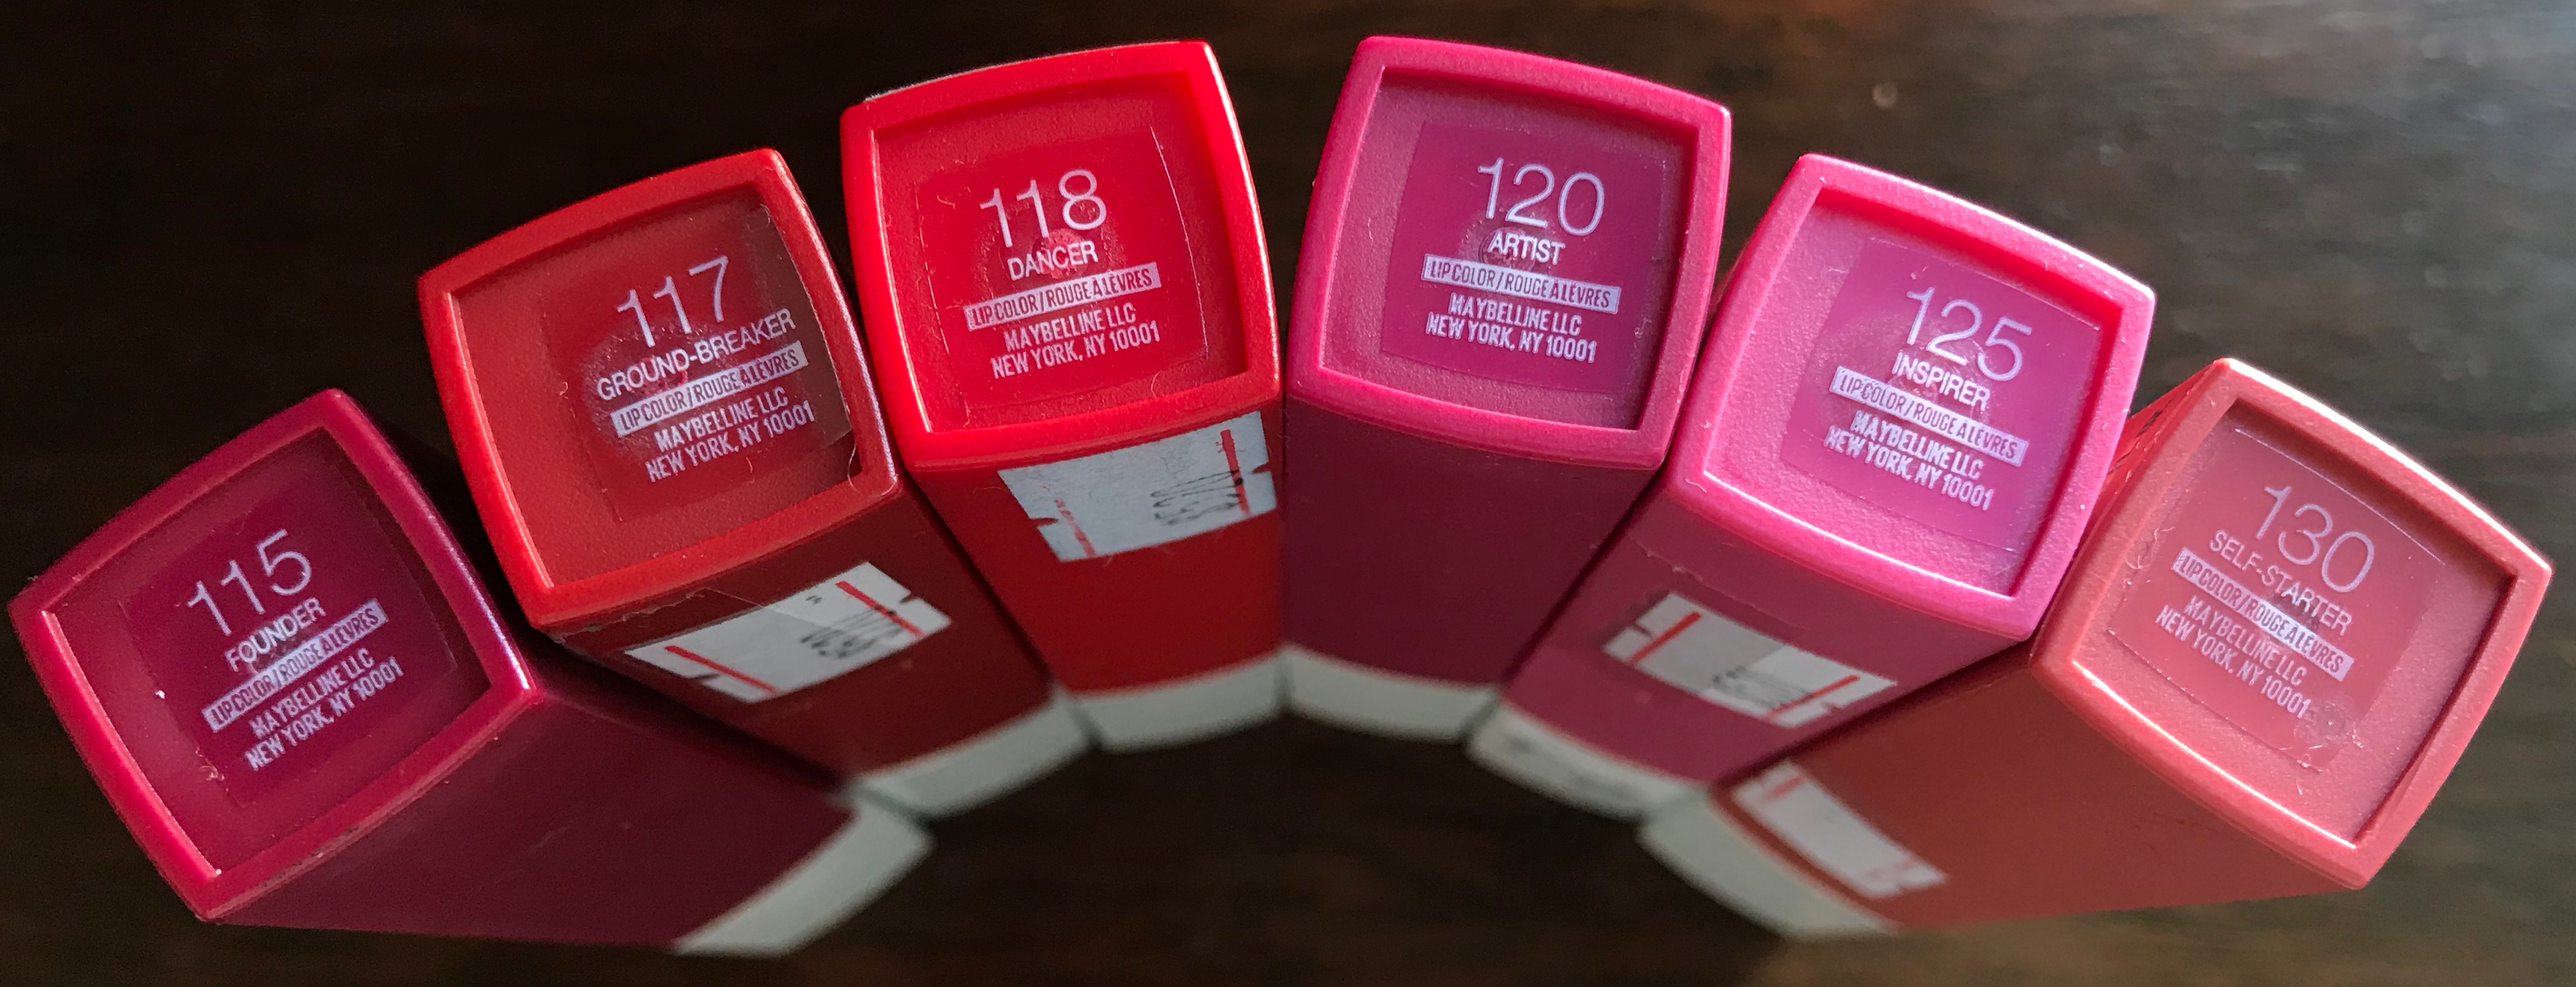 115
FOUNDER
LIP COLOR / ROUGE À LÈVRES
MAYBELLINE LLC
NEW YORK, NY 10001
117
GROUND-BREAKER
LIP COLOR / ROUGE À LÈVRES
MAYBELLINE LLC
NEW YORK, NY 10001
118
DANCER
LIP COLOR / ROUGE À LÈVRES
MAYBELLINE LLC
NEW YORK, NY 10001
120
ARTIST
LIP COLOR / ROUGE À LÈVRES
MAYBELLINE LLC
NEW YORK, NY 10001
125
INSPIRER
LIP COLOR / ROUGE À LÈVRES
MAYBELLINE LLC
NEW YORK, NY 10001
130
SELF-STARTER
LIP COLOR / ROUGE À LÈVRES
MAYBELLINE LLC
NEW YORK, NY 10001